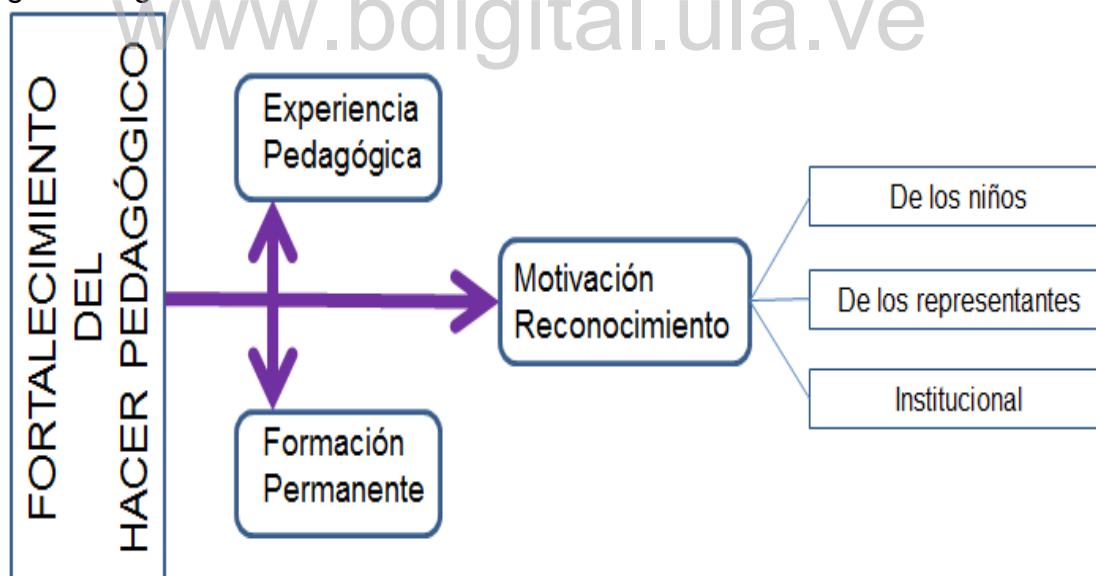 www.bdigital.ula.ve
FORTALECIMIENTO
DEL
HACER PEDAGÓGICO
Experiencia
Pedagógica
Formación
Permanente
Motivación
Reconocimiento
De los niños
De los representantes
Institucional